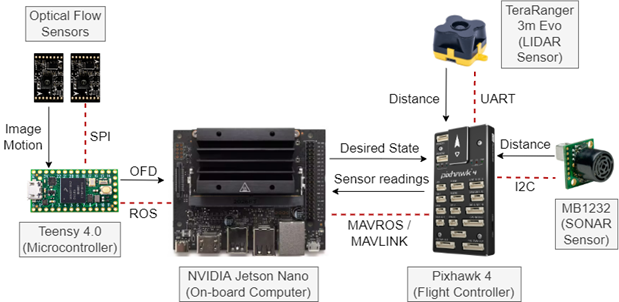 Optical Flow
Sensors
TeraRanger
3m Evo
(LIDAR
Sensor)
Image
Motion
SPI
Distance
UART
OFD
ROS
Desired State
Sensor readings
MAVROS /
MAVLINK
pixhawk 4
Distance
I2C
Teensy 4.0
(Microcontroller)
NVIDIA Jetson Nano
(On-board Computer)
Pixhawk 4
(Flight Controller)
MB1232
(SONAR
Sensor)